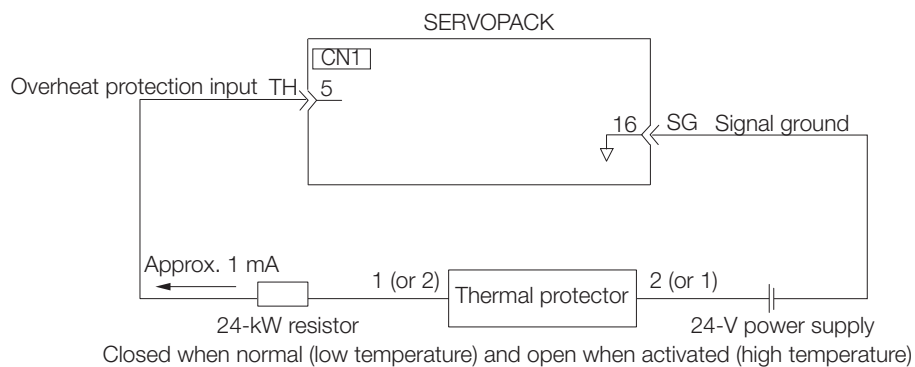 SERVOPACK
CN1
Overheat protection input TH 5
16 SG Signal ground
Approx. 1 mA
1 (or 2) Thermal protector 2 (or 1)
24-kW resistor 24-V power supply
Closed when normal (low temperature) and open when activated (high temperature)